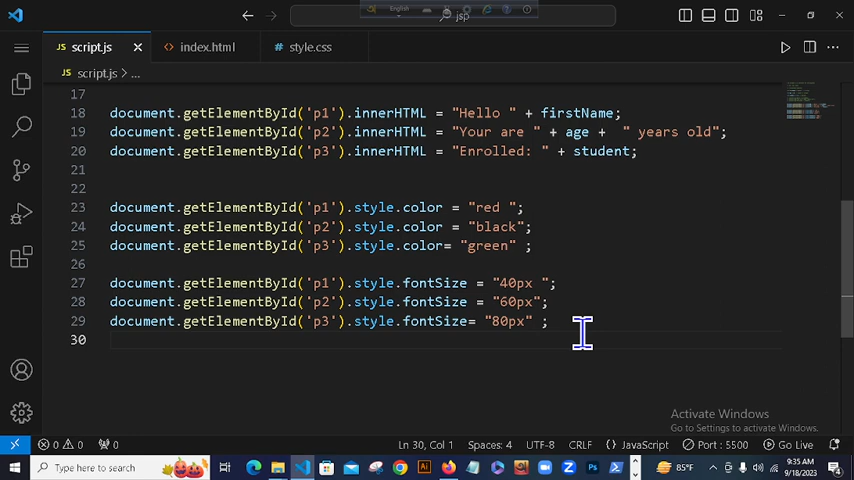 English
jsp
script.js
index.html
style.css
script.js > ...
17
18 document.getElementById('p1').innerHTML = "Hello " + firstName;
19 document.getElementById('p2').innerHTML = "Your are " + age +  " years old";
20 document.getElementById('p3').innerHTML = "Enrolled: " + student;
21
22
23 document.getElementById('p1').style.color = "red ";
24 document.getElementById('p2').style.color = "black";
25 document.getElementById('p3').style.color= "green" ;
26
27 document.getElementById('p1').style.fontSize = "40px ";
28 document.getElementById('p2').style.fontSize = "60px";
29 document.getElementById('p3').style.fontSize= "80px" ;
30
Activate Windows
Go to Settings to activate Windows.
0 0 0 Ln 30, Col 1 Spaces: 4 UTF-8 CRLF {} JavaScript Port : 5500 Go Live
Type here to search
85°F
9:35 AM
9/18/2023
4